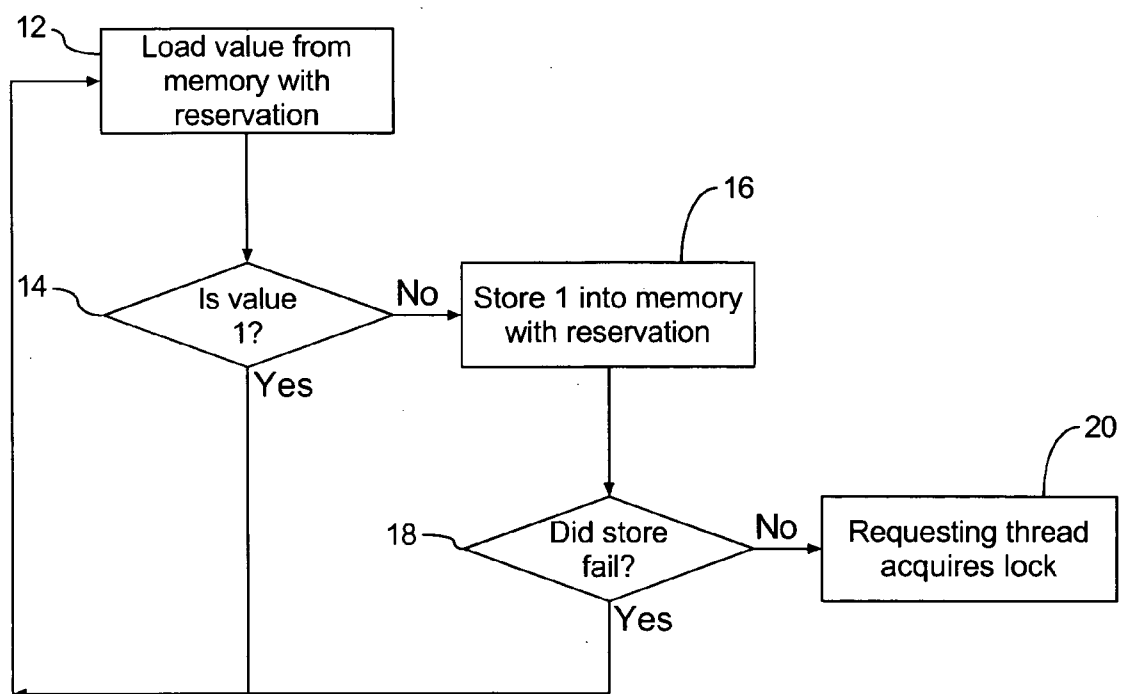 12
Load value from
memory with
reservation
14
Is value
1?
No
Yes
16
Store 1 into memory
with reservation
18
Did store
fail?
No
Yes
20
Requesting thread
acquires lock